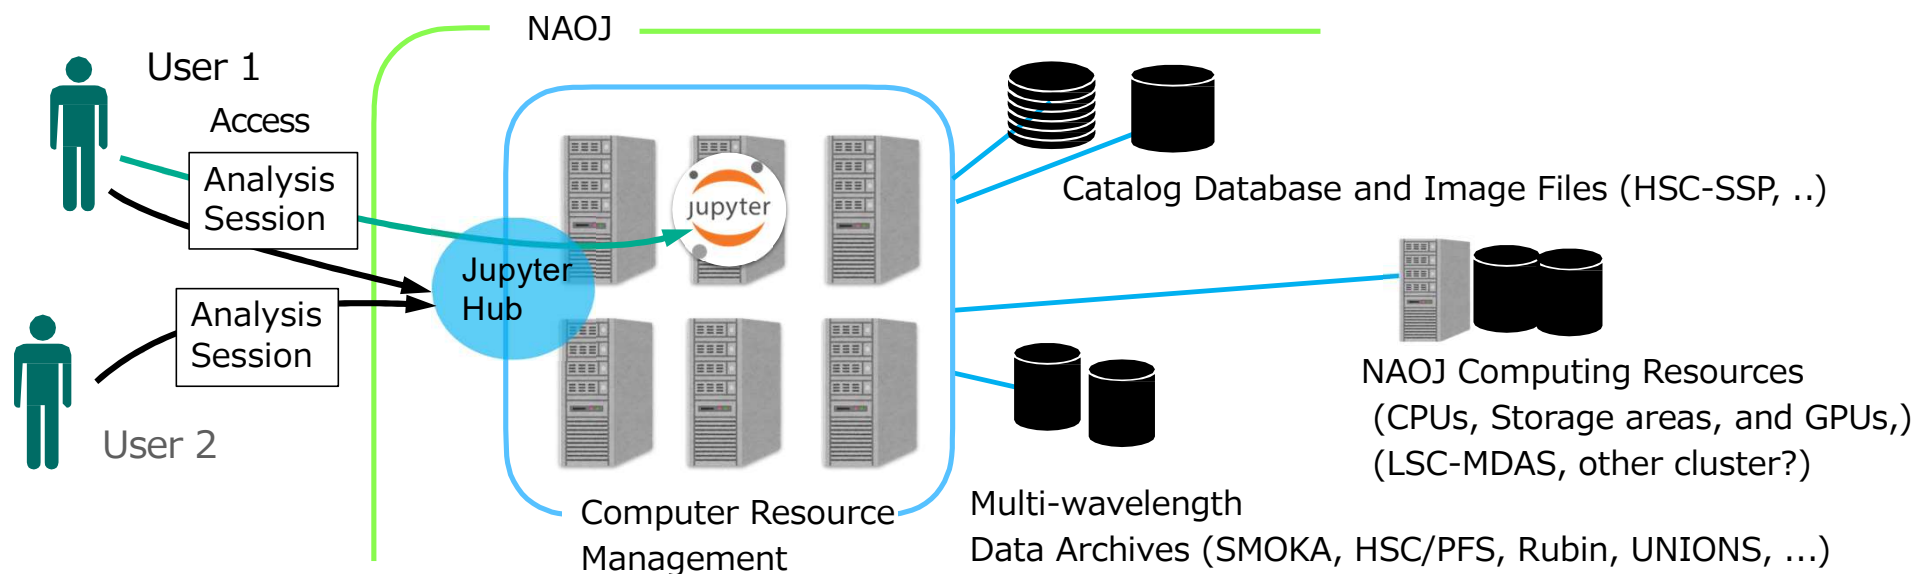 NAOJ
User 1
Access
Analysis
Session
Jupyter
Hub
jupyter
Analysis
Session
User 2
Computer Resource
Management
Catalog Database and Image Files (HSC-SSP, ..)
NAOJ Computing Resources
(CPUs, Storage areas, and GPUs,)
(LSC-MDAS, other cluster?)
Multi-wavelength
Data Archives (SMOKA, HSC/PFS, Rubin, UNIONS, ...)